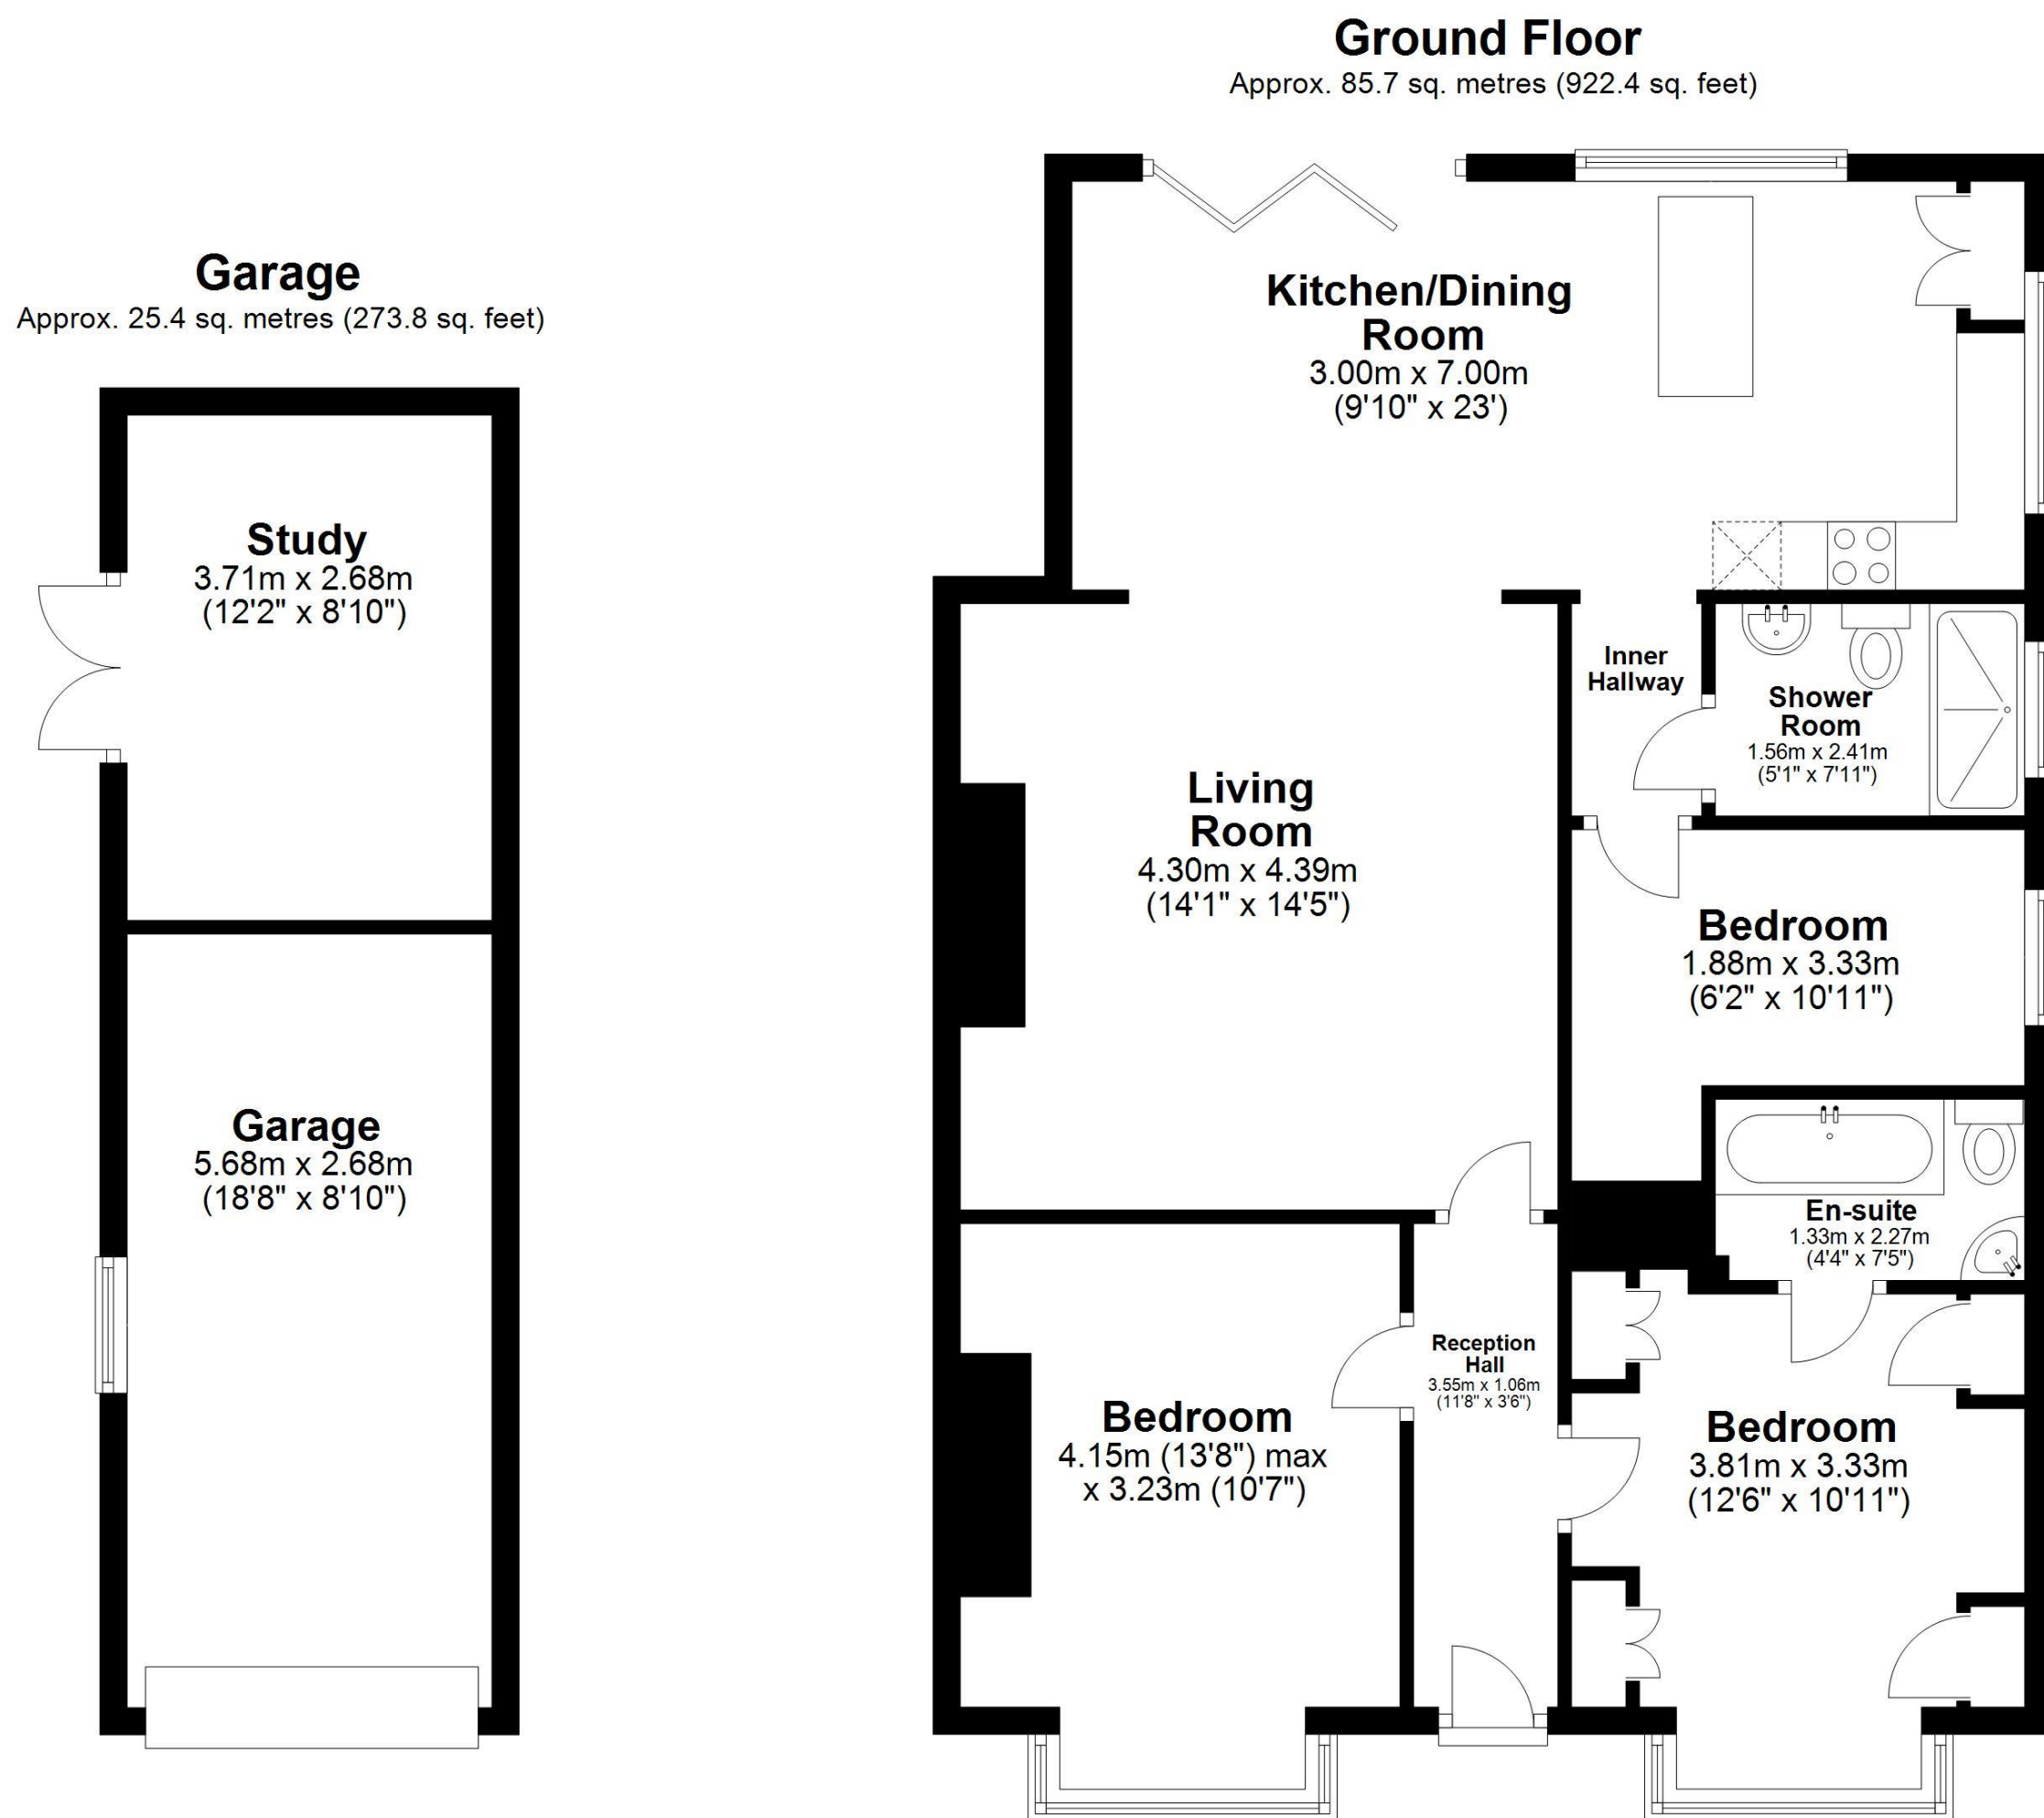 Ground Floor
Approx. 85.7 sq. metres (922.4 sq. feet)
Garage
Approx. 25.4 sq. metres (273.8 sq. feet)
Kitchen/Dining
Room
3.00m x 7.00m
(9'10" x 23')
Study
3.71m x 2.68m
(12'2" x 8'10")
Inner
Hallway
Shower
Room
1.56m x 2.41m
(5'1" x 7'11")
Living
Room
4.30m x 4.39m
(14'1" x 14'5")
Bedroom
1.88m x 3.33m
(6'2" x 10'11")
Garage
5.68m x 2.68m
(18'8" x 8'10")
En-suite
1.33m x 2.27m
(4'4" x 7'5")
Reception
Hall
3.55m x 1.06m
(11'8" x 3'6")
Bedroom
4.15m (13'8") max
x 3.23m (10'7")
Bedroom
3.81m x 3.33m
(12'6" x 10'11")